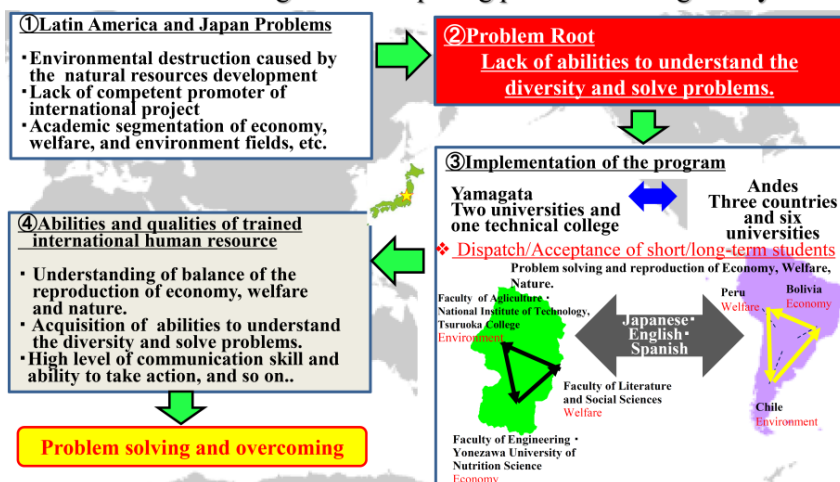 ①Latin America and Japan Problems
・Environmental destruction caused by
the natural resources development
・Lack of competent promoter of
international project
・Academic segmentation of economy,
welfare, and environment fields, etc.
②Problem Root
Lack of abilities to understand the
diversity and solve problems.
③Implementation of the program
Yamagata
Two universities and
one technical college
Andes
Three countries
and six
universities
❖ Dispatch/Acceptance of short/long-term students
Problem solving and reproduction of Economy, Welfare,
Nature.
Faculty of Agliculture・
National Institute of Technology,
Tsuruoka College
Environment
Faculty of Literature
and Social Sciences
Welfare
Faculty of Engineering・
Yonezawa University of
Nutrition Science
Economy
Japanese・
English・
Spanish
Peru
Welfare
Bolivia
Economy
Chile
Environment
④Abilities and qualities of trained
international human resource
・Understanding of balance of the
reproduction of economy, welfare
and nature.
・Acquisition of abilities to understand
the diversity and solve problems.
・High level of communication skill and
ability to take action, and so on..
Problem solving and overcoming